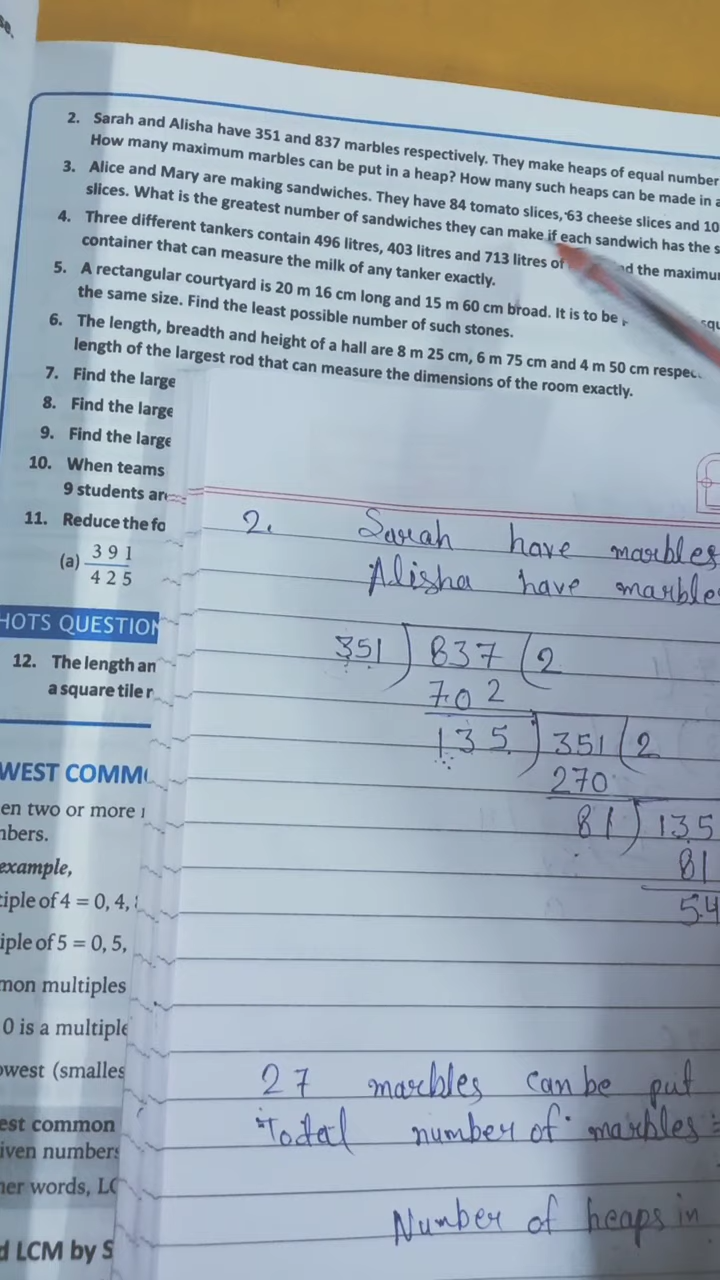 2. Sarah and Alisha have 351 and 837 marbles respectively. They make heaps of equal number
How many maximum marbles can be put in a heap? How many such heaps can be made in a
3. Alice and Mary are making sandwiches. They have 84 tomato slices, 63 cheese slices and 10
slices. What is the greatest number of sandwiches they can make if each sandwich has the s
4. Three different tankers contain 496 litres, 403 litres and 713 litres of d the maximu
container that can measure the milk of any tanker exactly.
5. A rectangular courtyard is 20 m 16 cm long and 15 m 60 cm broad. It is to be squ
the same size. Find the least possible number of such stones.
6. The length, breadth and height of a hall are 8 m 25 cm, 6 m 75 cm and 4 m 50 cm respec
length of the largest rod that can measure the dimensions of the room exactly.
7. Find the large
8. Find the large
9. Find the large
10. When teams
9 students ar
11. Reduce the fo
(a) 391
425
HOTS QUESTION
12. The length an
a square tile r
WEST COMM
en two or more
nbers.
example,
tiple of 4 = 0, 4,
iple of 5 = 0, 5,
mon multiples
0 is a multiple
owest (smalles
est common
iven numbers
her words, LC
d LCM by S
2. Sarah have marbles
Alisha have marble
351 ) 837 ( 2
702
135 ) 351 ( 2
270
81 ) 135
81
54
27 marbles can be put
Total number of marbles =
Number of heaps in